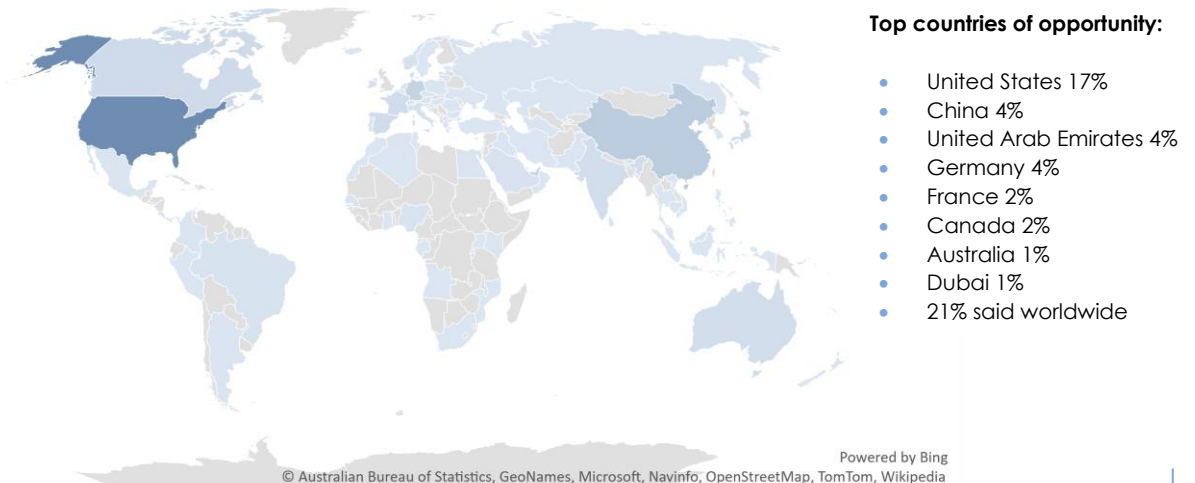 Top countries of opportunity:
• United States 17%
• China 4%
• United Arab Emirates 4%
• Germany 4%
• France 2%
• Canada 2%
• Australia 1%
• Dubai 1%
• 21% said worldwide
Powered by Bing
© Australian Bureau of Statistics, GeoNames, Microsoft, Navinfo, OpenStreetMap, TomTom, Wikipedia